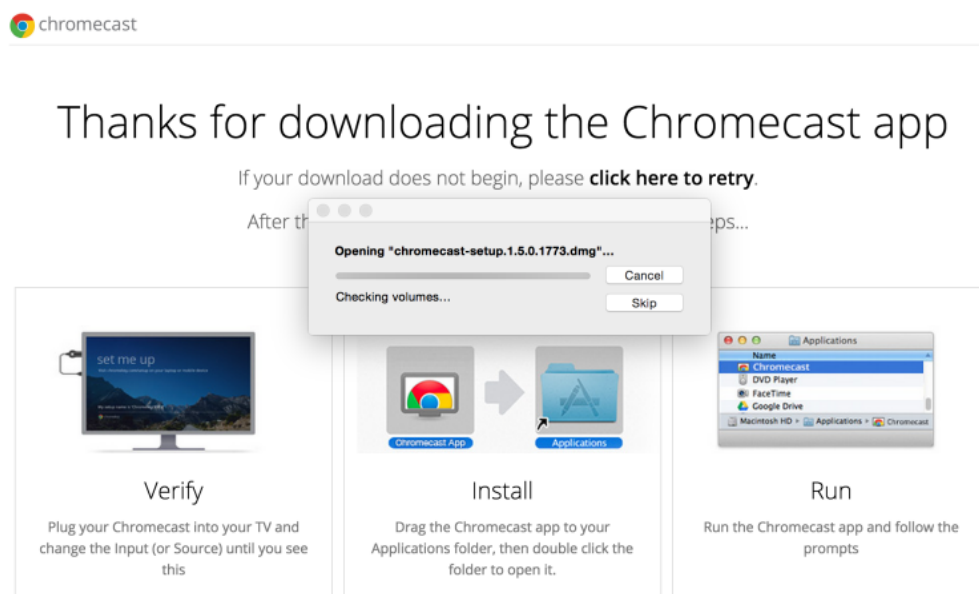 chromecast
Thanks for downloading the Chromecast app
If your download does not begin, please click here to retry.
After th
eps...
Opening "chromecast-setup.1.5.0.1773.dmg"...
Cancel
Checking volumes...
Skip
set me up
Chromecast App
Applications
Applications
Name
Chromecast
DVD Player
FaceTime
Google Drive
Macintosh HD ▸ Applications ▸ Chromecast
Verify
Plug your Chromecast into your TV and
change the Input (or Source) until you see
this
Install
Drag the Chromecast app to your
Applications folder, then double click the
folder to open it.
Run
Run the Chromecast app and follow the
prompts